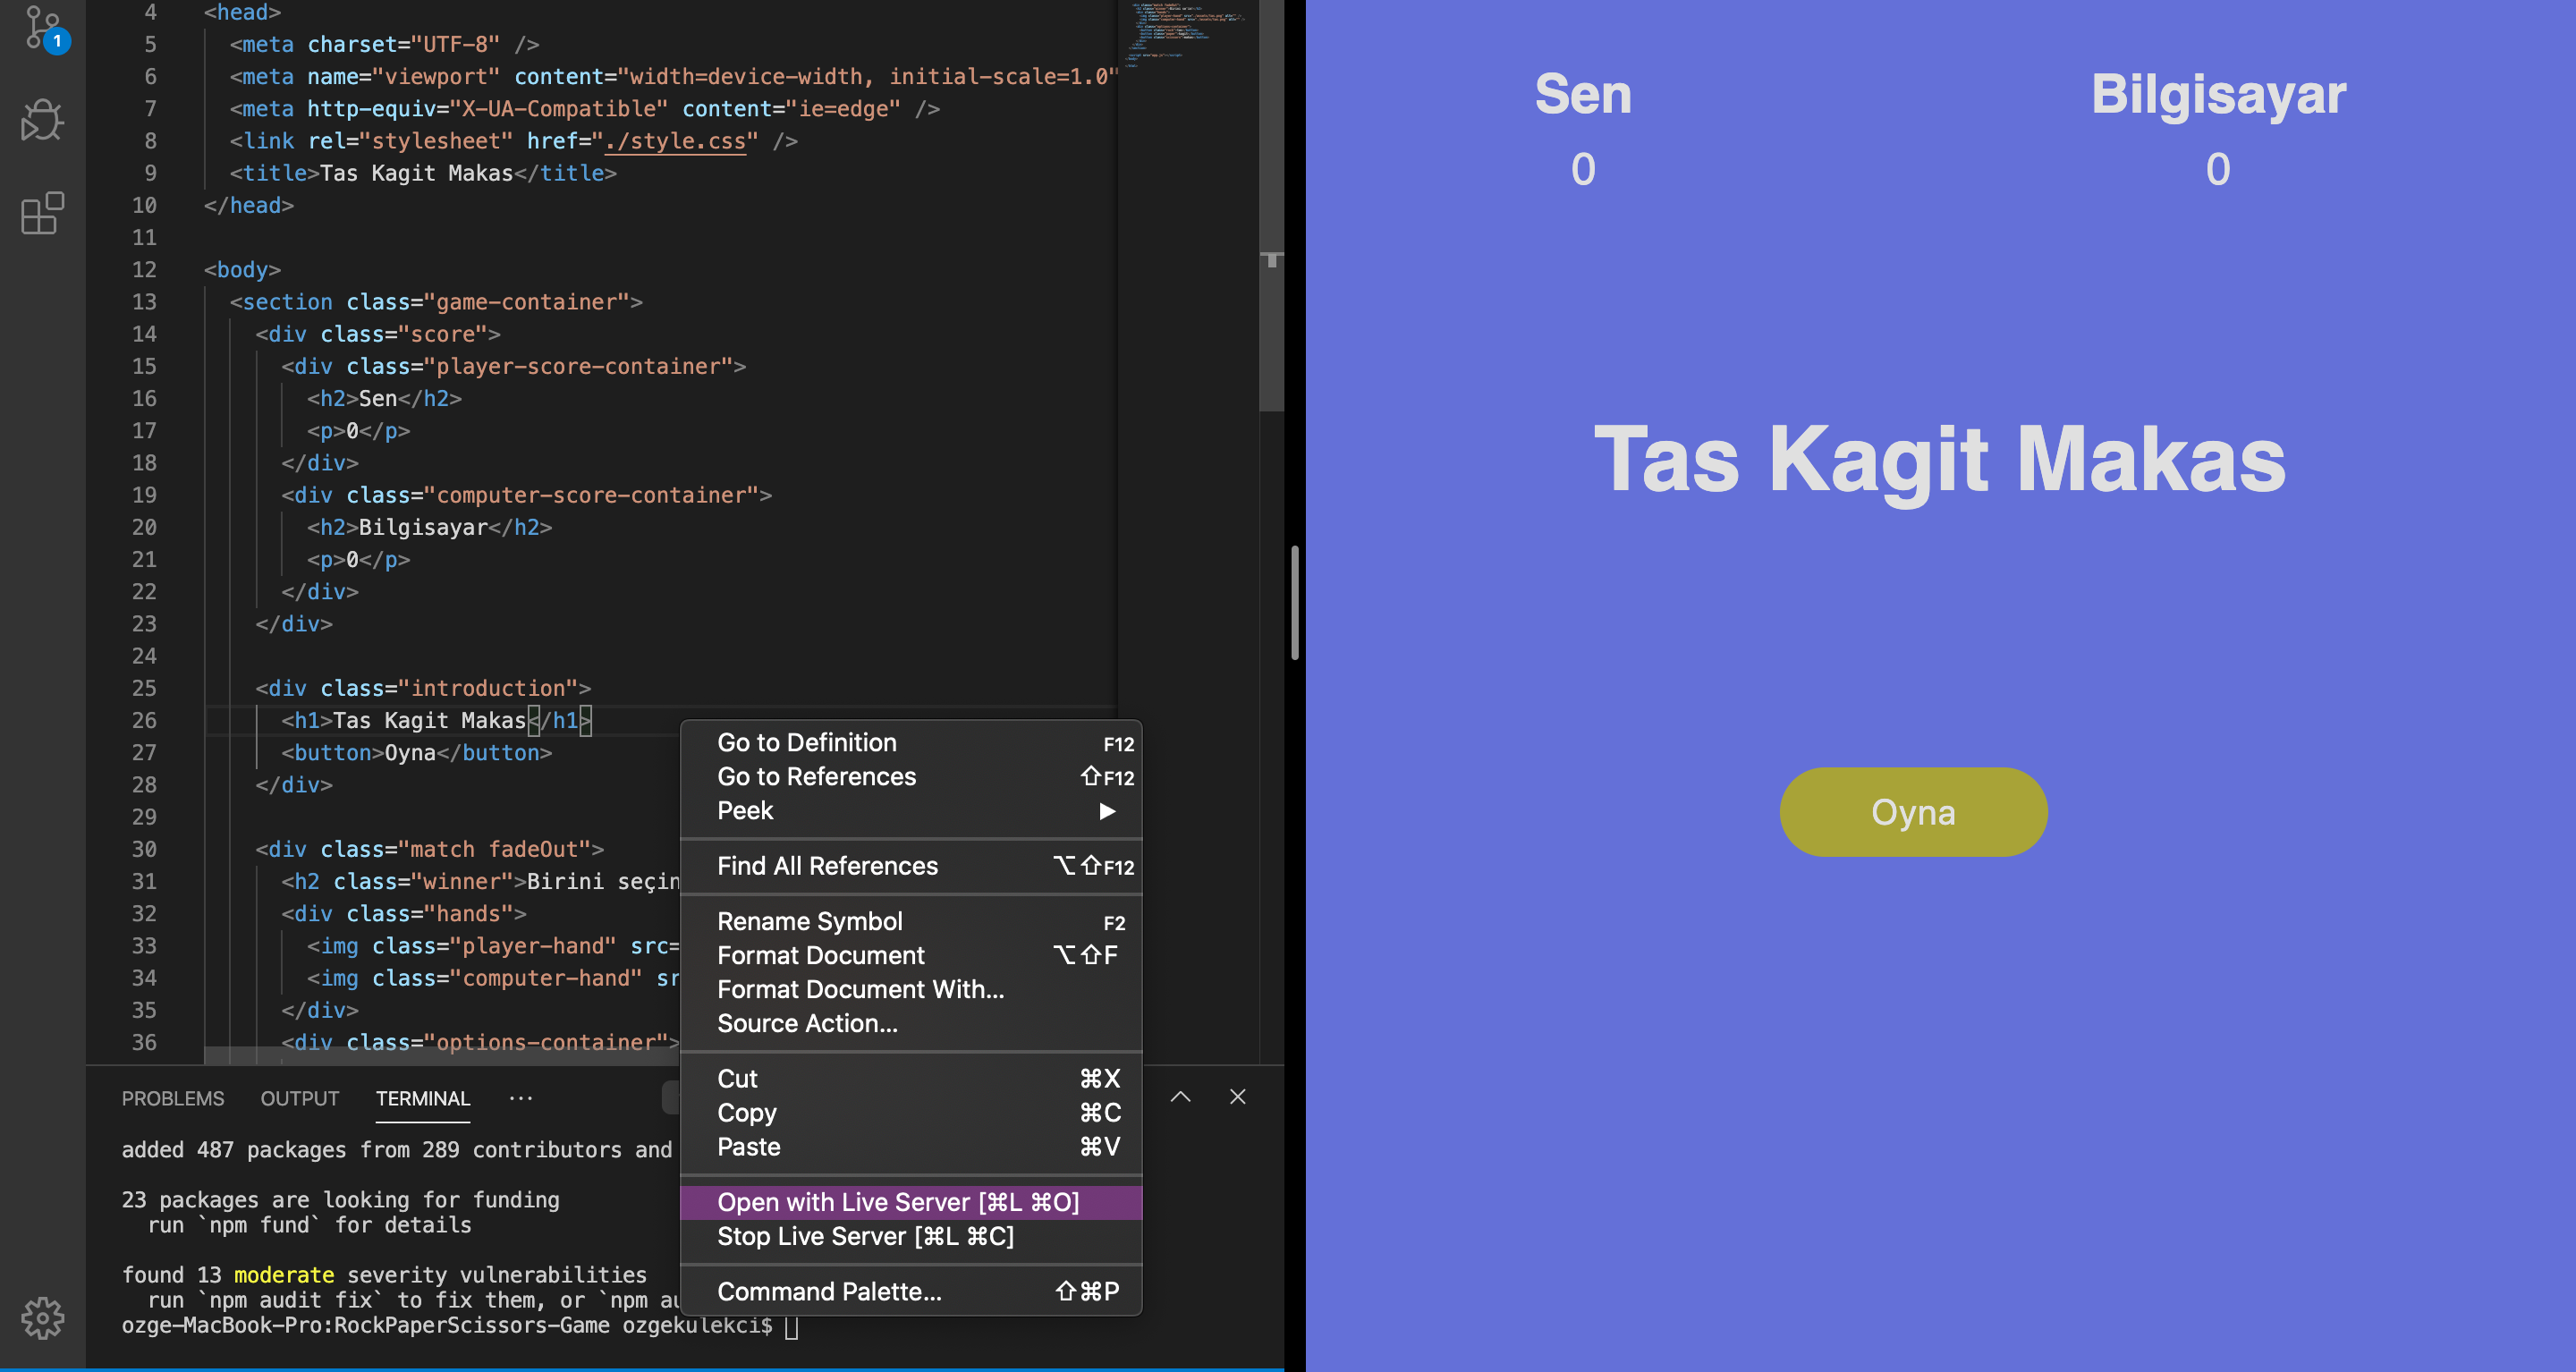 1
4 <head>
5 <meta charset="UTF-8" />
6 <meta name="viewport" content="width=device-width, initial-scale=1.0"
7 <meta http-equiv="X-UA-Compatible" content="ie=edge" />
8 <link rel="stylesheet" href="./style.css" />
9 <title>Tas Kagit Makas</title>
10 </head>
11
12 <body>
13 <section class="game-container">
14 <div class="score">
15 <div class="player-score-container">
16 <h2>Sen</h2>
17 <p>0</p>
18 </div>
19 <div class="computer-score-container">
20 <h2>Bilgisayar</h2>
21 <p>0</p>
22 </div>
23 </div>
24
25 <div class="introduction">
26 <h1>Tas Kagit Makas</h1>
27 <button>Oyna</button>
28 </div>
29
30 <div class="match fadeOut">
31 <h2 class="winner">Birini seçin
32 <div class="hands">
33 <img class="player-hand" src=
34 <img class="computer-hand" sr
35 </div>
36 <div class="options-container">
Go to Definition F12
Go to References ⇧F12
Peek ▶
Find All References ⌥⇧F12
Rename Symbol F2
Format Document ⌥⇧F
Format Document With...
Source Action...
Cut ⌘X
Copy ⌘C
Paste ⌘V
Open with Live Server [⌘L ⌘O]
Stop Live Server [⌘L ⌘C]
Command Palette... ⇧⌘P
PROBLEMS OUTPUT TERMINAL ...
added 487 packages from 289 contributors and
23 packages are looking for funding
run `npm fund` for details
found 13 moderate severity vulnerabilities
run `npm audit fix` to fix them, or `npm au
ozge-MacBook-Pro:RockPaperScissors-Game ozgekulekci$
Sen Bilgisayar
0 0
Tas Kagit Makas
Oyna